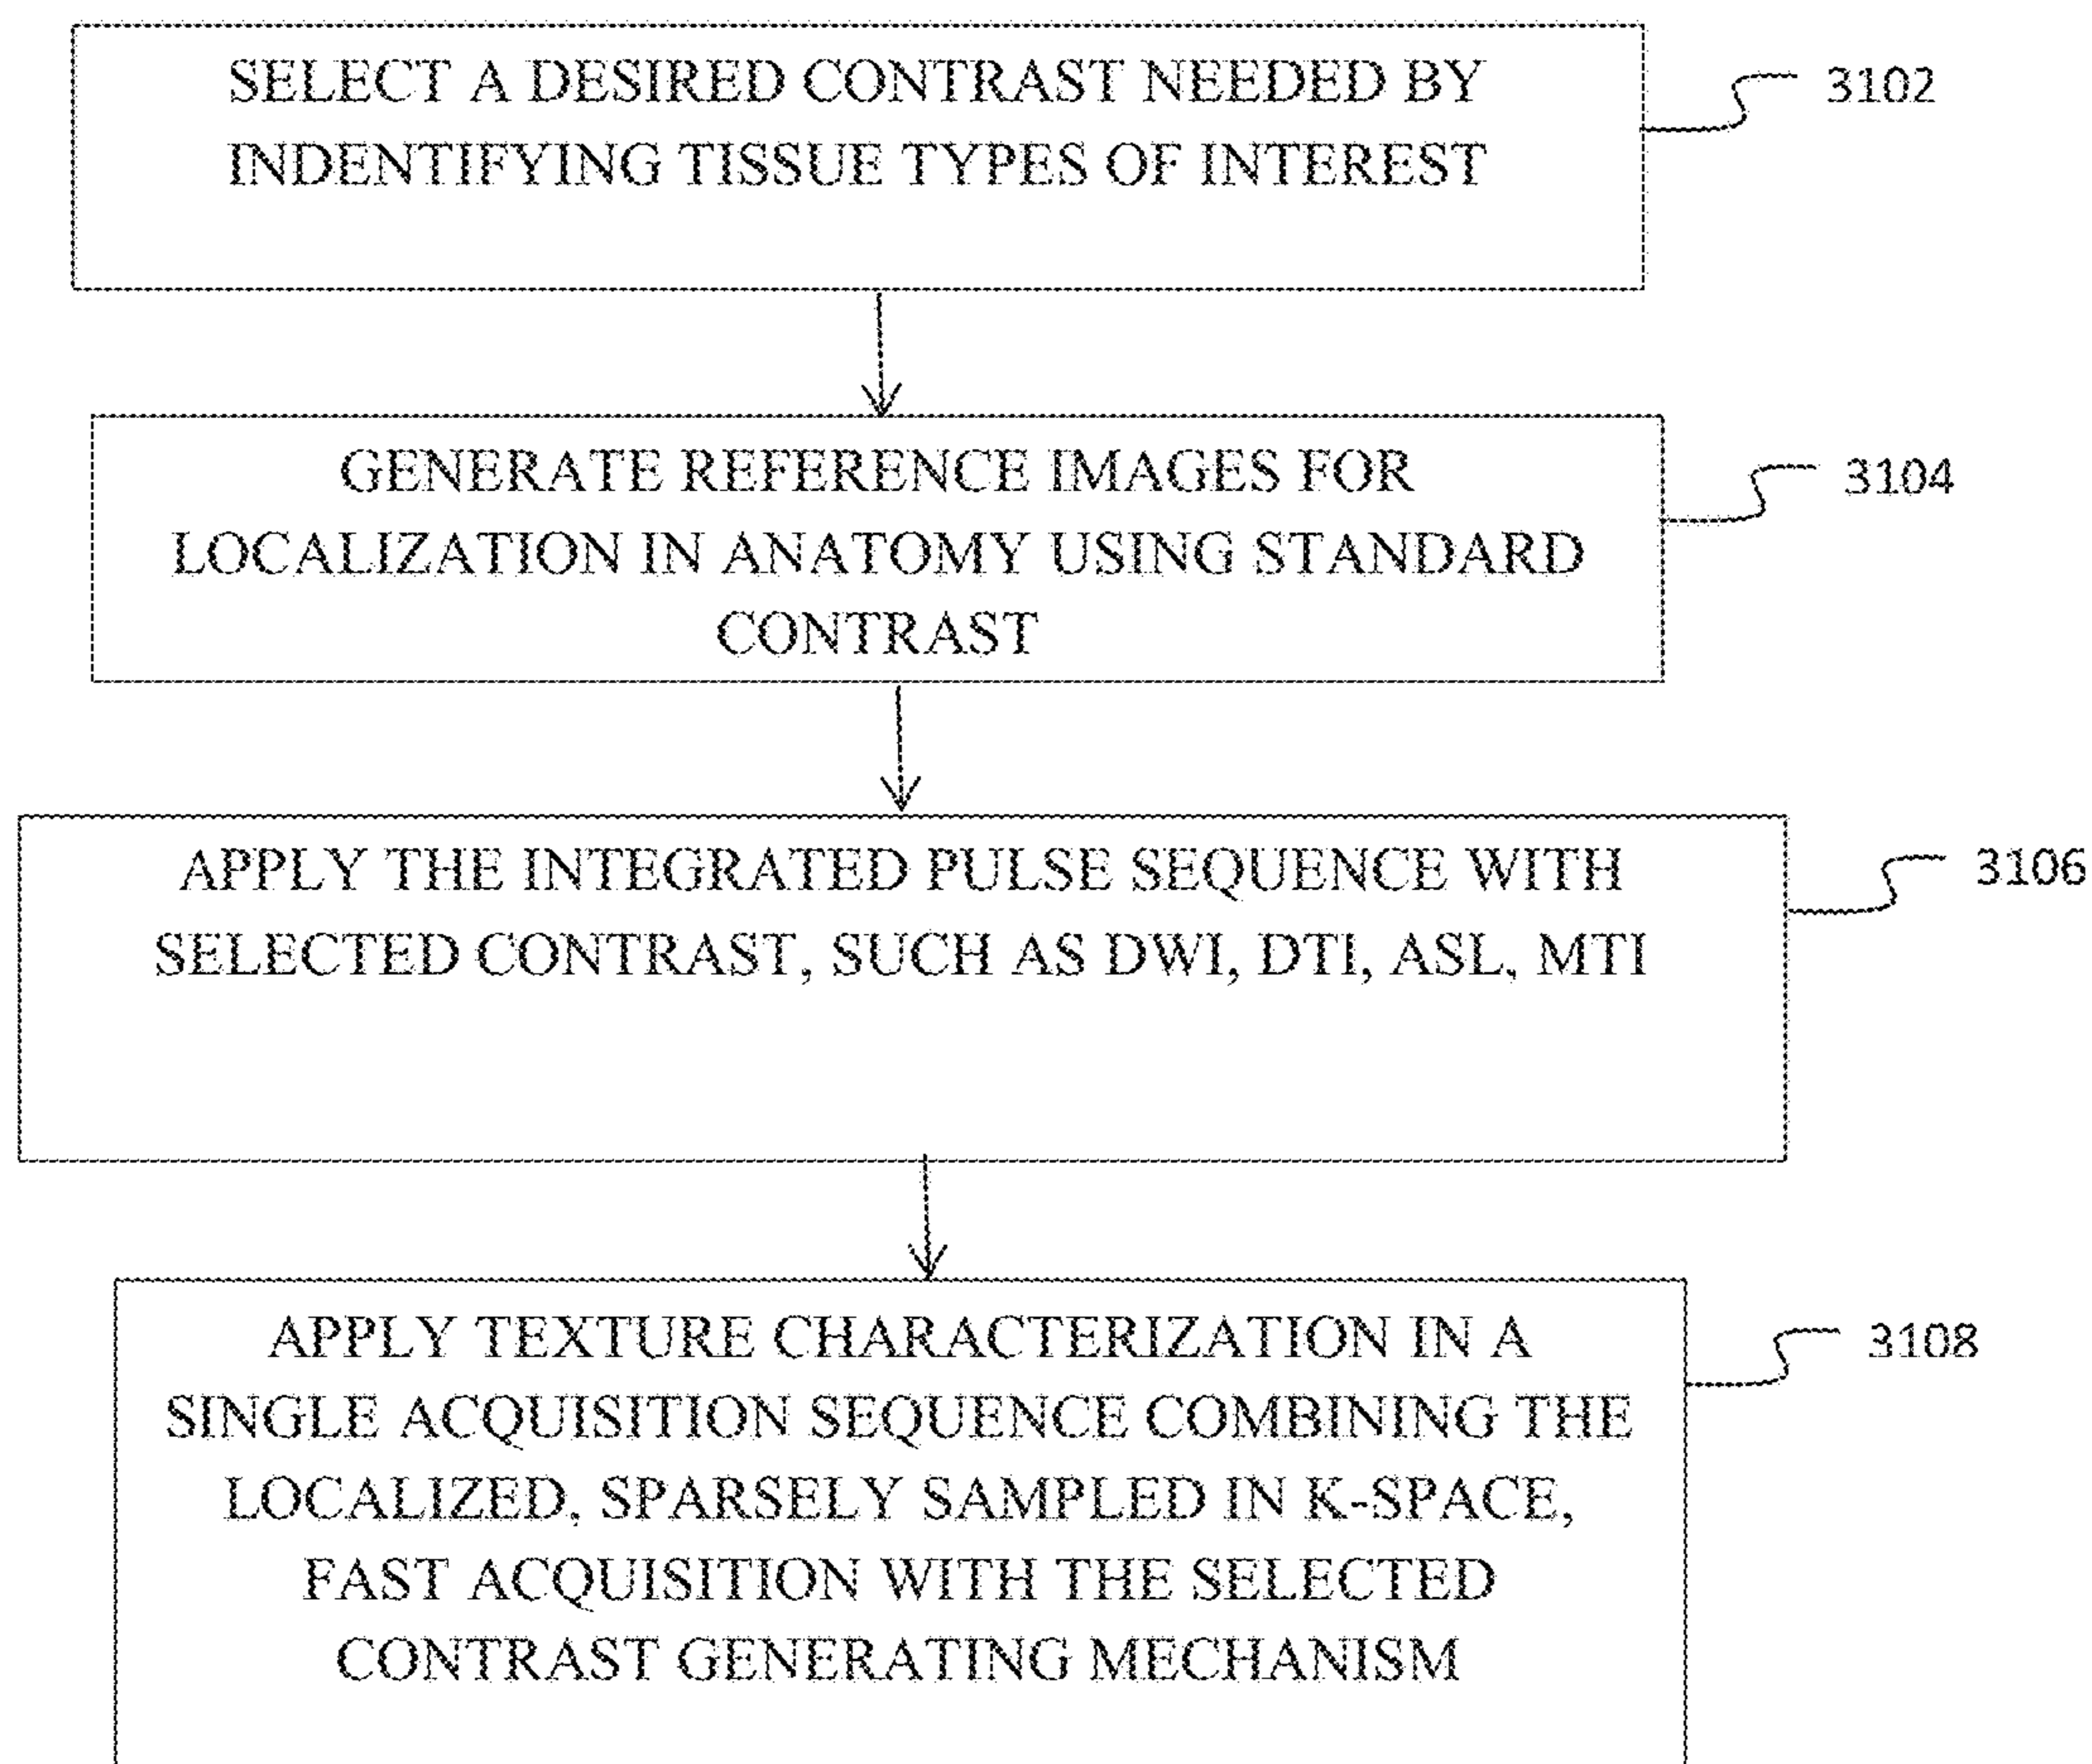 SELECT A DESIRED CONTRAST NEEDED BY
INDENTIFYING TISSUE TYPES OF INTEREST
3102
GENERATE REFERENCE IMAGES FOR
LOCALIZATION IN ANATOMY USING STANDARD
CONTRAST
3104
APPLY THE INTEGRATED PULSE SEQUENCE WITH
SELECTED CONTRAST, SUCH AS DWI, DTI, ASL, MTI
3106
APPLY TEXTURE CHARACTERIZATION IN A
SINGLE ACQUISITION SEQUENCE COMBINING THE
LOCALIZED, SPARSELY SAMPLED IN K-SPACE,
FAST ACQUISITION WITH THE SELECTED
CONTRAST GENERATING MECHANISM
3108